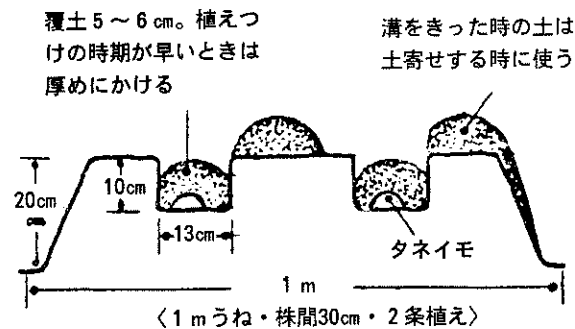 覆土5〜6cm。植えつ
けの時期が早いときは
厚めにかける
溝をきった時の土は
土寄せする時に使う
20cm
10cm
13cm
タネイモ
1m
〈1mうね・株間30cm・2条植え〉